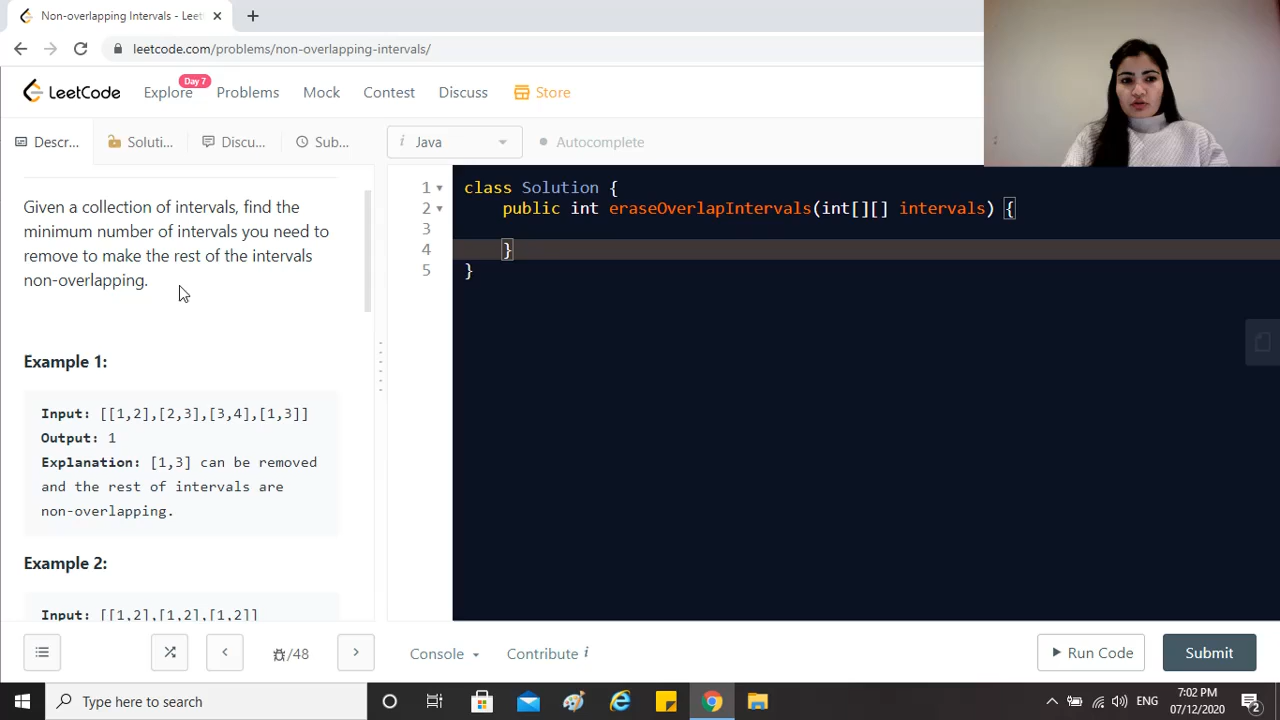 Non-overlapping Intervals - Leet
leetcode.com/problems/non-overlapping-intervals/
LeetCode
Day 7
Explore
Problems
Mock
Contest
Discuss
Store
Descr...
Soluti...
Discu...
Sub...
i Java
Autocomplete
Given a collection of intervals, find the
minimum number of intervals you need to
remove to make the rest of the intervals
non-overlapping.
Example 1:
Input: [[1,2],[2,3],[3,4],[1,3]]
Output: 1
Explanation: [1,3] can be removed
and the rest of intervals are
non-overlapping.
Example 2:
Input: [[1,2],[1,2],[1,2]]
1 class Solution {
2 public int eraseOverlapIntervals(int[][] intervals) {
3
4 }
5 }
/48
Console
Contribute i
Run Code
Submit
Type here to search
ENG
7:02 PM
07/12/2020
2